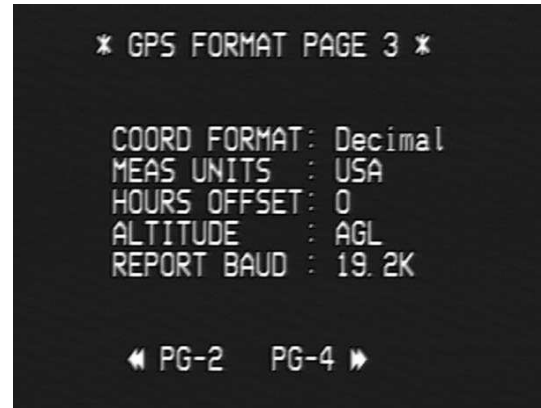 * GPS FORMAT PAGE 3 *
COORD FORMAT: Decimal
MEAS UNITS : USA
HOURS OFFSET: 0
ALTITUDE : AGL
REPORT BAUD : 19.2K
◀◀ PG-2 PG-4 ▶▶